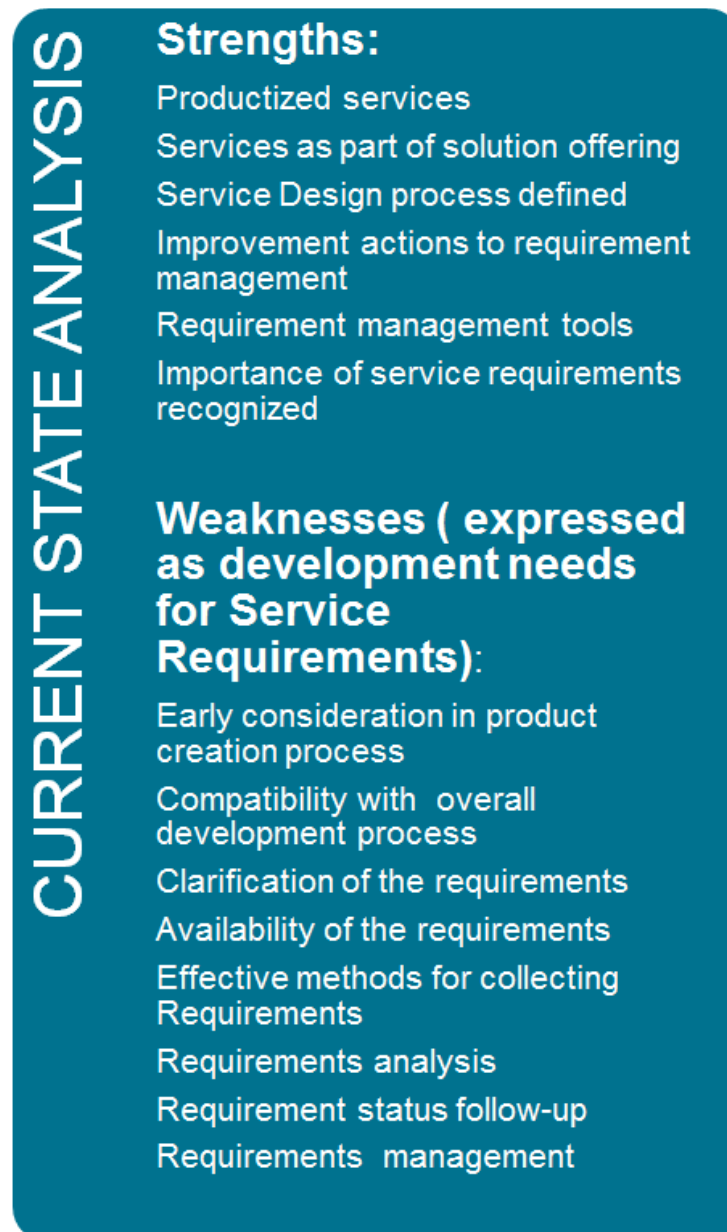 CURRENT STATE ANALYSIS
Strengths:
Productized services
Services as part of solution offering
Service Design process defined
Improvement actions to requirement
management
Requirement management tools
Importance of service requirements
recognized
Weaknesses ( expressed
as development needs
for Service
Requirements):
Early consideration in product
creation process
Compatibility with overall
development process
Clarification of the requirements
Availability of the requirements
Effective methods for collecting
Requirements
Requirements analysis
Requirement status follow-up
Requirements management